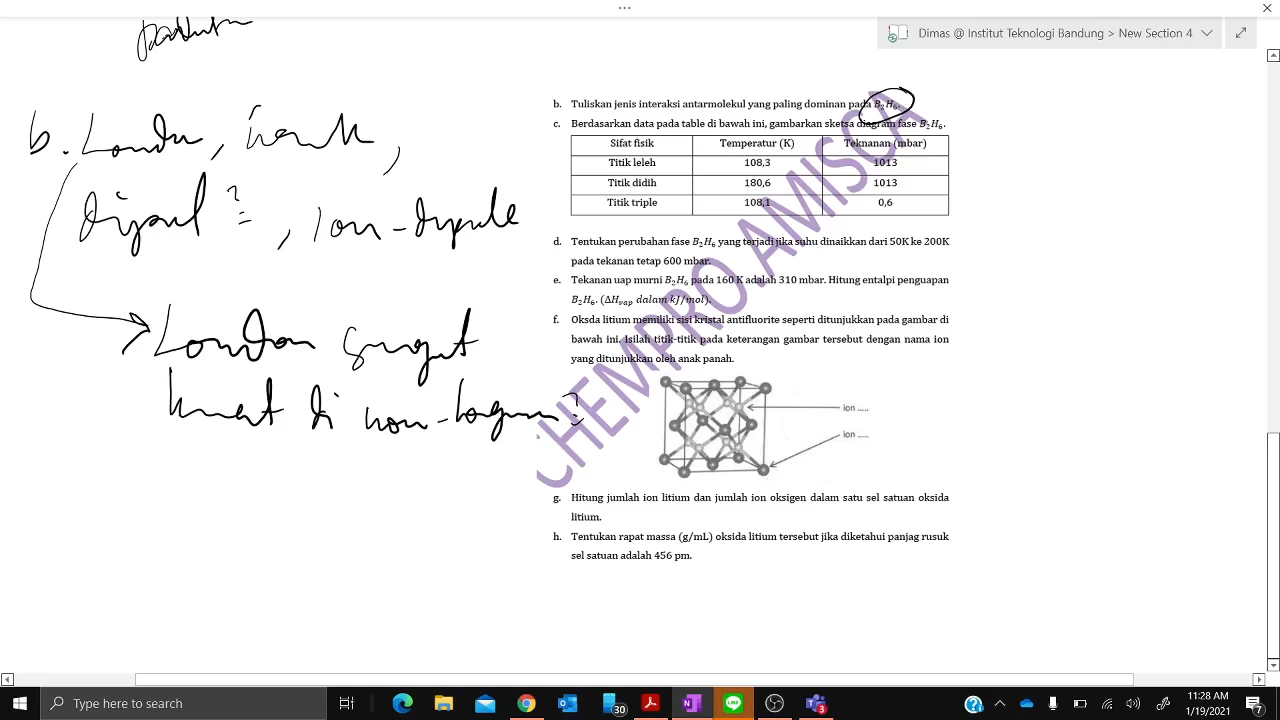 Dimas @ Institut Teknologi Bandung > New Section 4
b. London, ionik,
dipol?, ion-dipole
London sangat
kuat di non-logam?
CHEMPRO AMISCA
b. Tuliskan jenis interaksi antarmolekul yang paling dominan pada B₂H₆.
c. Berdasarkan data pada table di bawah ini, gambarkan sketsa diagram fase B₂H₆.
Sifat fisik Temperatur (K) Teknanan (mbar)
Titik leleh 108,3 1013
Titik didih 180,6 1013
Titik triple 108,1 0,6
d. Tentukan perubahan fase B₂H₆ yang terjadi jika suhu dinaikkan dari 50K ke 200K
pada tekanan tetap 600 mbar.
e. Tekanan uap murni B₂H₆ pada 160 K adalah 310 mbar. Hitung entalpi penguapan
B₂H₆. (ΔHvap dalam kJ/mol).
f. Oksda litium memiliki sisi kristal antifluorite seperti ditunjukkan pada gambar di
bawah ini. Isilah titik-titik pada keterangan gambar tersebut dengan nama ion
yang ditunjukkan oleh anak panah.
ion .....
ion .....
g. Hitung jumlah ion litium dan jumlah ion oksigen dalam satu sel satuan oksida
litium.
h. Tentukan rapat massa (g/mL) oksida litium tersebut jika diketahui panjag rusuk
sel satuan adalah 456 pm.
Type here to search
30
3
11:28 AM
1/19/2021
7